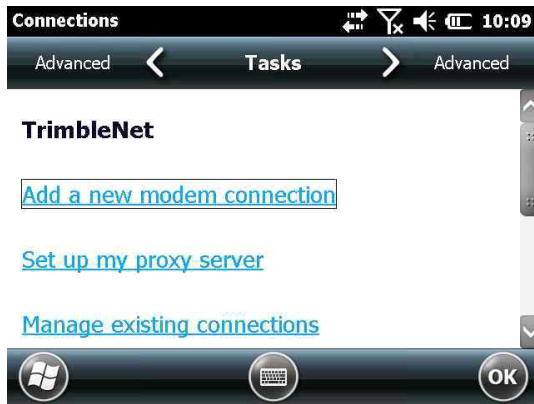 Connections 10:09
Advanced Tasks Advanced
TrimbleNet
Add a new modem connection
Set up my proxy server
Manage existing connections
OK